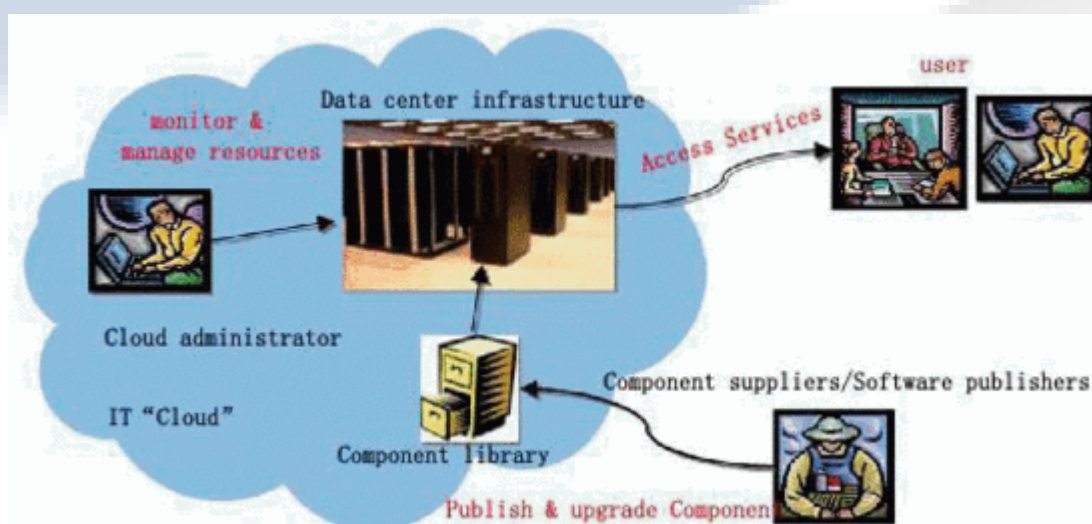 user
Data center infrastructure
monitor &
manage resources
Access Services
Cloud administrator
Component suppliers/Software publishers
IT “Cloud”
Component library
Publish & upgrade Component